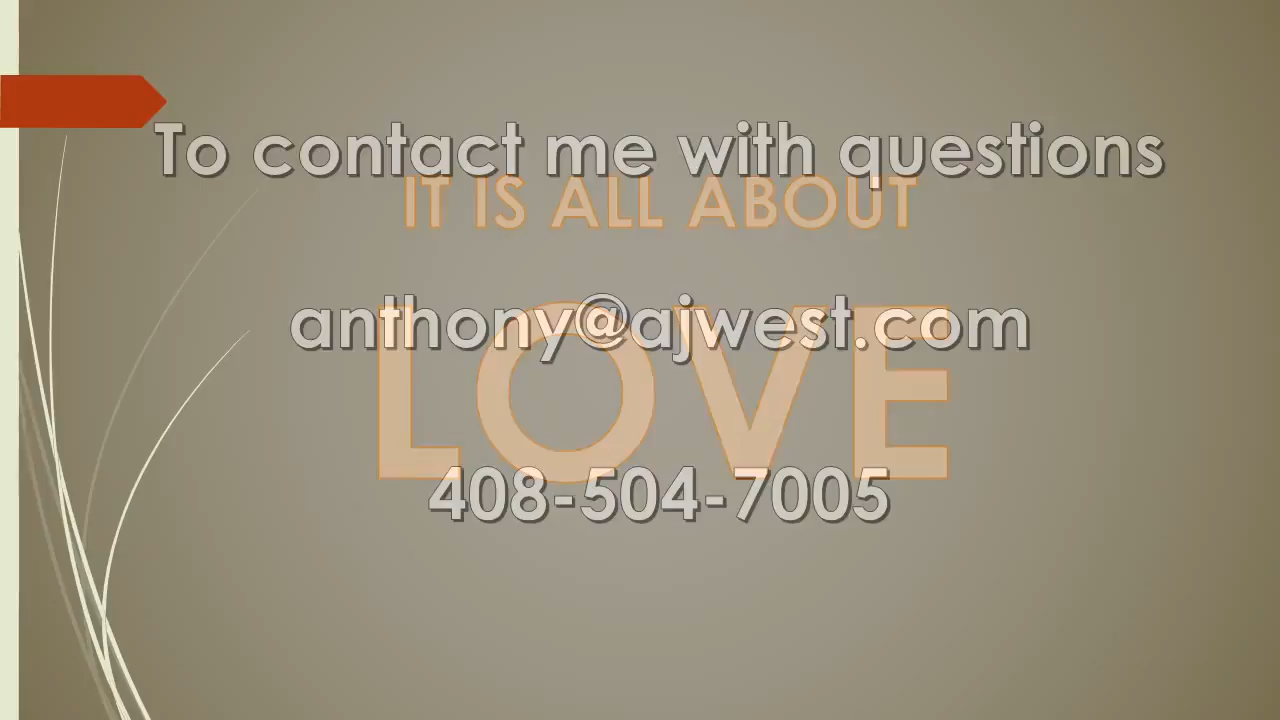 To contact me with questions
IT IS ALL ABOUT
anthony@ajwest.com
LOVE
408-504-7005